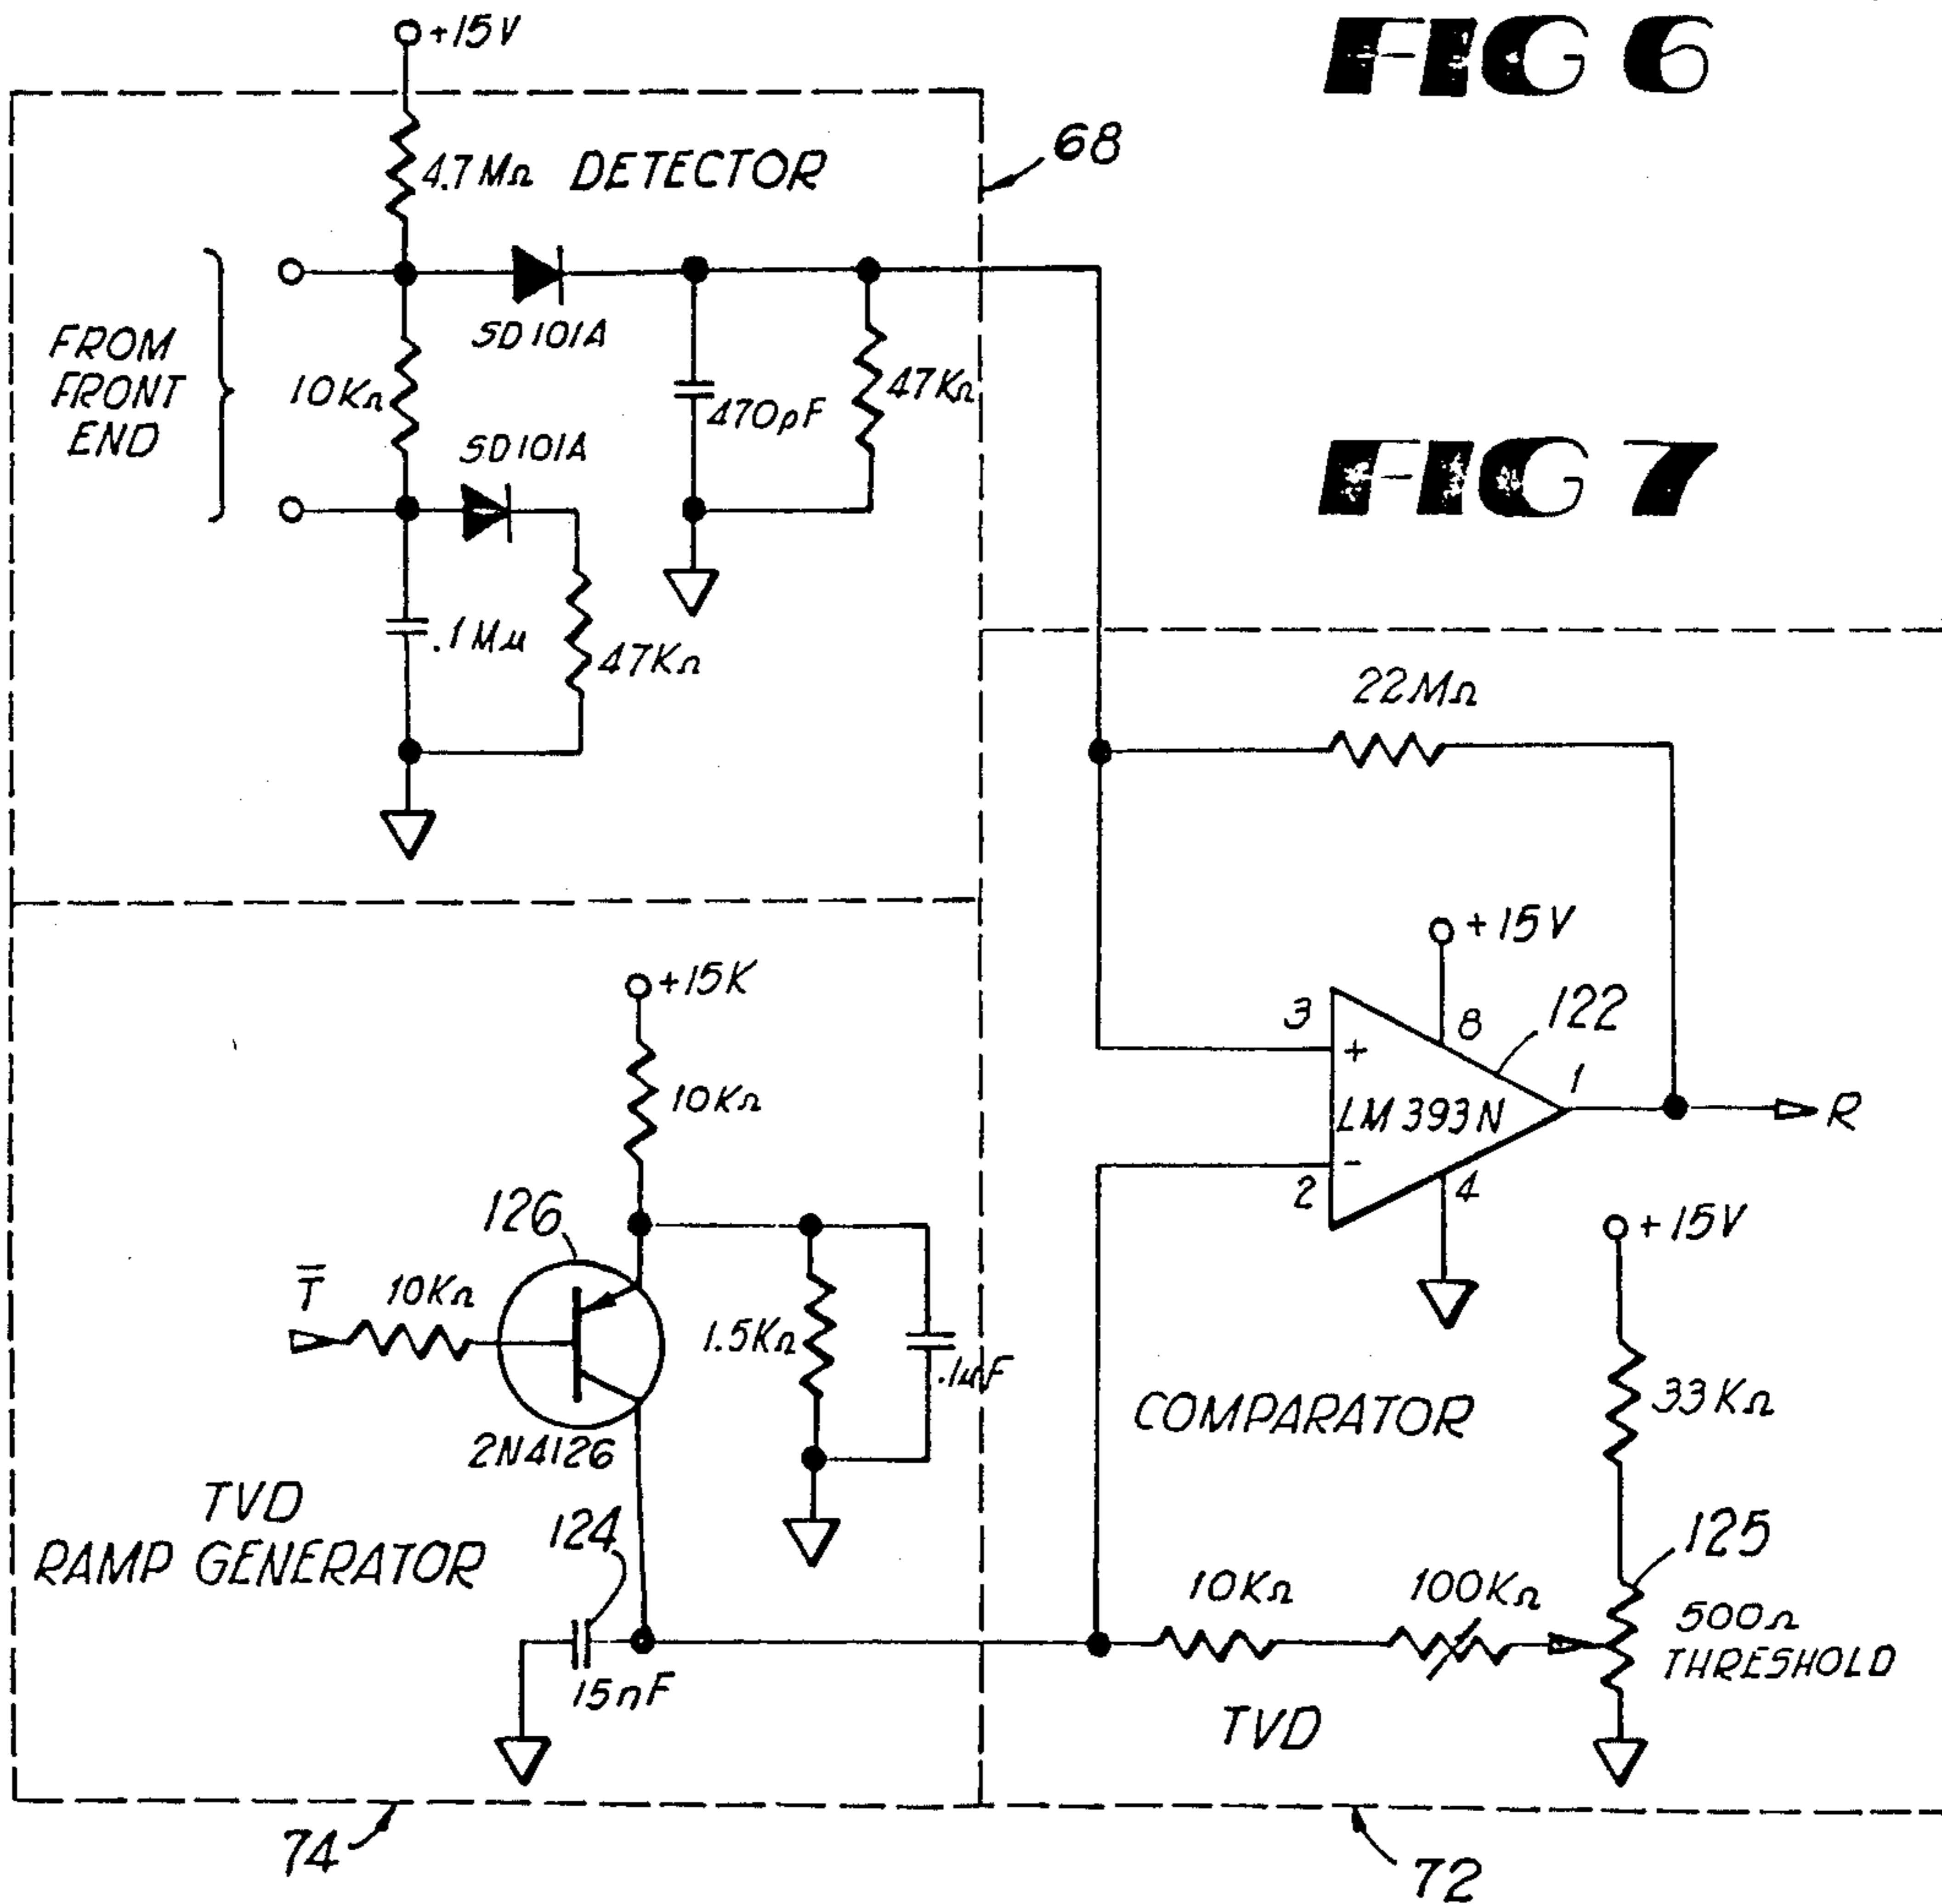 FIG 6
+15V
68
4.7MΩ DETECTOR
SD101A
FROM
FRONT
END
10KΩ
470pF
47KΩ
SD101A
FIG 7
.1Mμ
47KΩ
22MΩ
+15V
+15K
3
8
122
+
1
10KΩ
LM393N
R
-
2
4
126
+15V
T̅
10KΩ
1.5KΩ
.1μF
33KΩ
COMPARATOR
2N4126
TVD
RAMP GENERATOR
124
125
10KΩ
100KΩ
500Ω
THRESHOLD
15nF
TVD
74
72